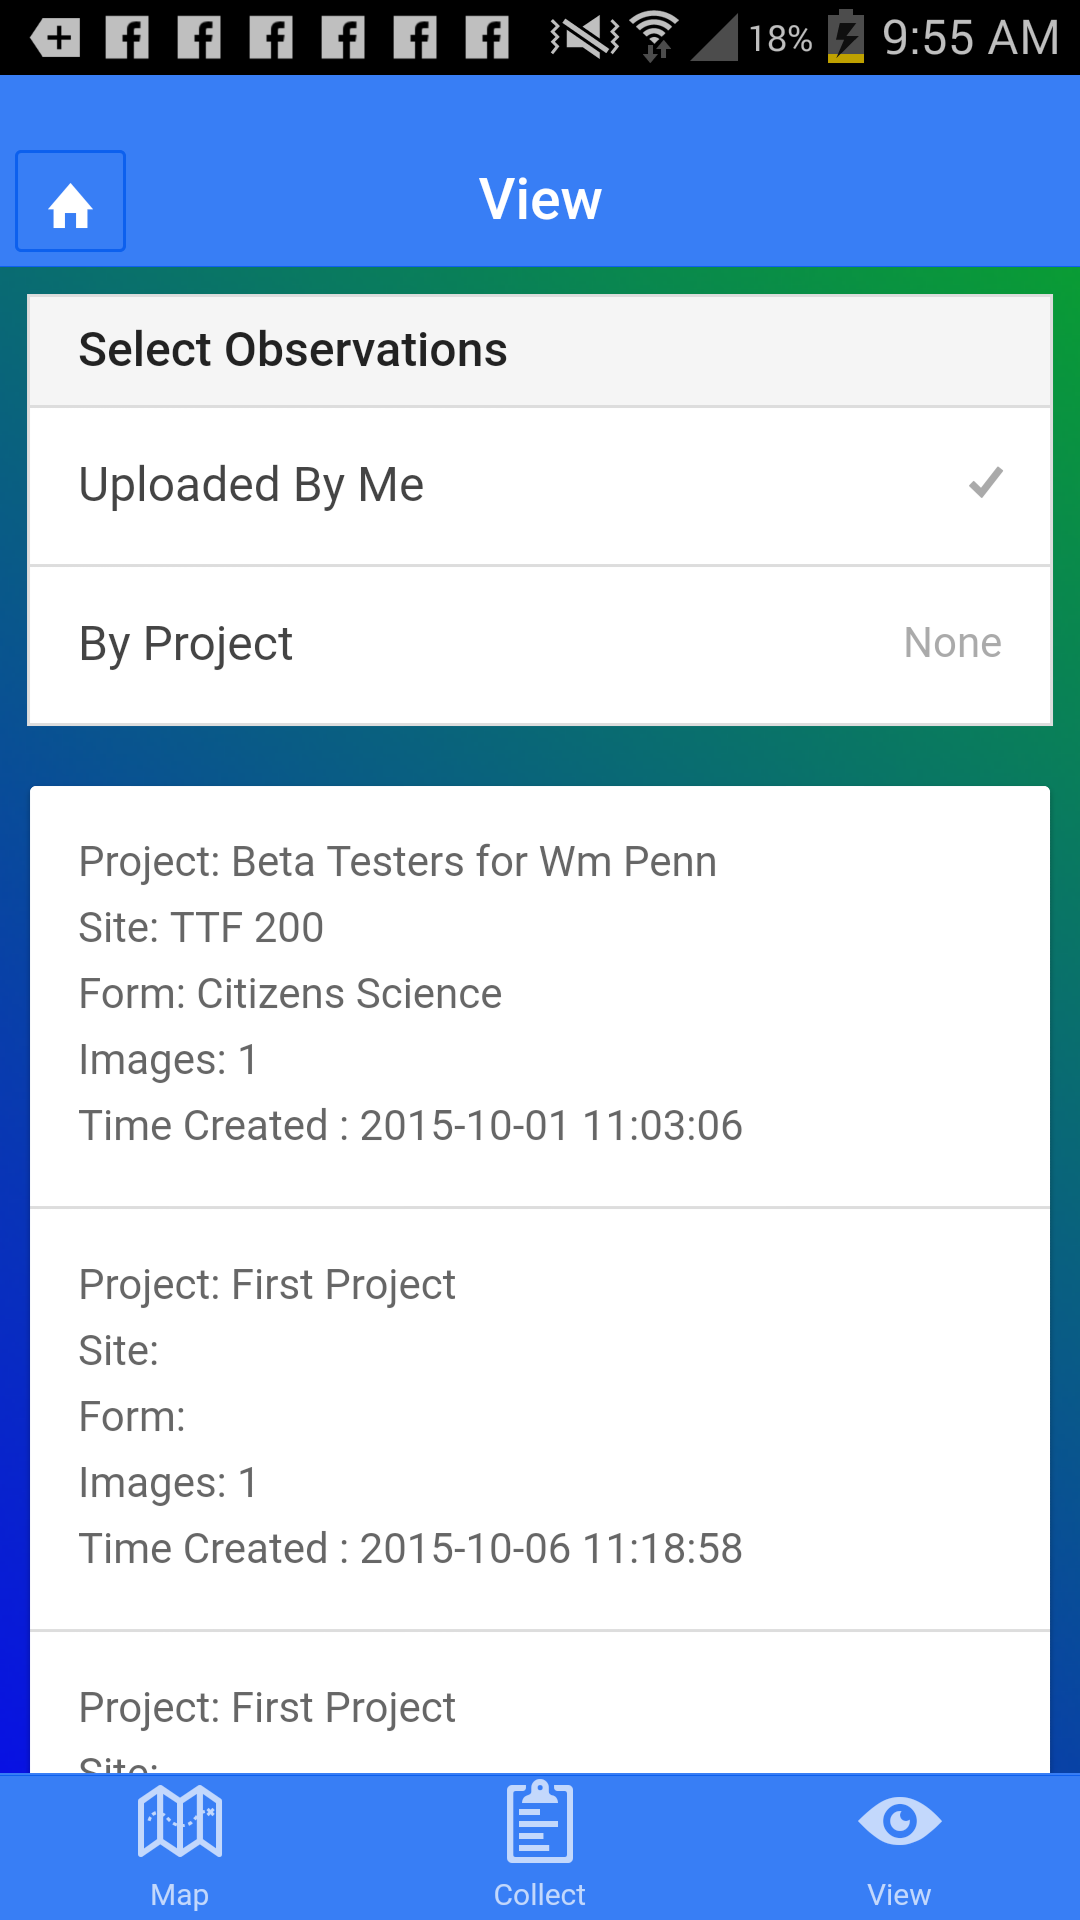 18% 9:55 AM
View
Select Observations
Uploaded By Me
By Project None
Project: Beta Testers for Wm Penn
Site: TTF 200
Form: Citizens Science
Images: 1
Time Created : 2015-10-01 11:03:06
Project: First Project
Site:
Form:
Images: 1
Time Created : 2015-10-06 11:18:58
Project: First Project
Site:
Map Collect View